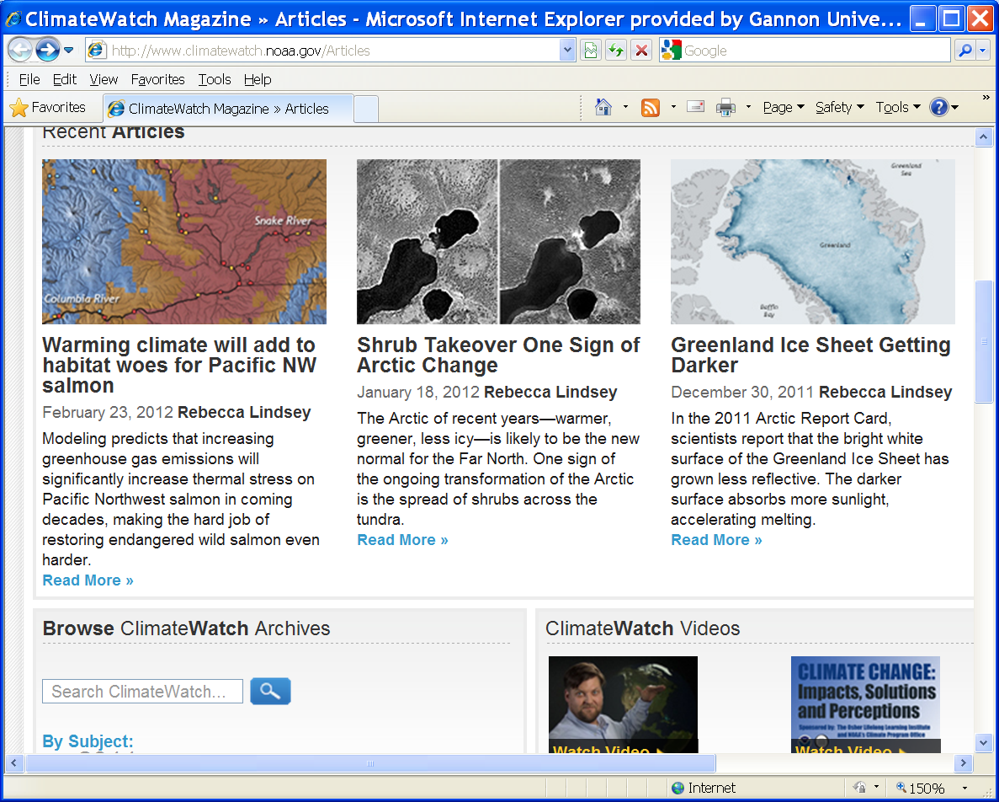 ClimateWatch Magazine » Articles - Microsoft Internet Explorer provided by Gannon Unive...
http://www.climatewatch.noaa.gov/Articles
Google
File Edit View Favorites Tools Help
Favorites
ClimateWatch Magazine » Articles
Page Safety Tools »
Recent Articles
Snake River
Columbia River
Greenland Sea
Greenland
Baffin Bay
Warming climate will add to
habitat woes for Pacific NW
salmon
February 23, 2012 Rebecca Lindsey
Modeling predicts that increasing
greenhouse gas emissions will
significantly increase thermal stress on
Pacific Northwest salmon in coming
decades, making the hard job of
restoring endangered wild salmon even
harder.
Read More »
Shrub Takeover One Sign of
Arctic Change
January 18, 2012 Rebecca Lindsey
The Arctic of recent years—warmer,
greener, less icy—is likely to be the new
normal for the Far North. One sign of
the ongoing transformation of the Arctic
is the spread of shrubs across the
tundra.
Read More »
Greenland Ice Sheet Getting
Darker
December 30, 2011 Rebecca Lindsey
In the 2011 Arctic Report Card,
scientists report that the bright white
surface of the Greenland Ice Sheet has
grown less reflective. The darker
surface absorbs more sunlight,
accelerating melting.
Read More »
Browse ClimateWatch Archives
Search ClimateWatch...
By Subject:
ClimateWatch Videos
Watch Video
CLIMATE CHANGE:
Impacts, Solutions
and Perceptions
Sponsored by: The Osher Lifelong Learning Institute
and NOAA's Climate Program Office
Watch Video
Internet
150%